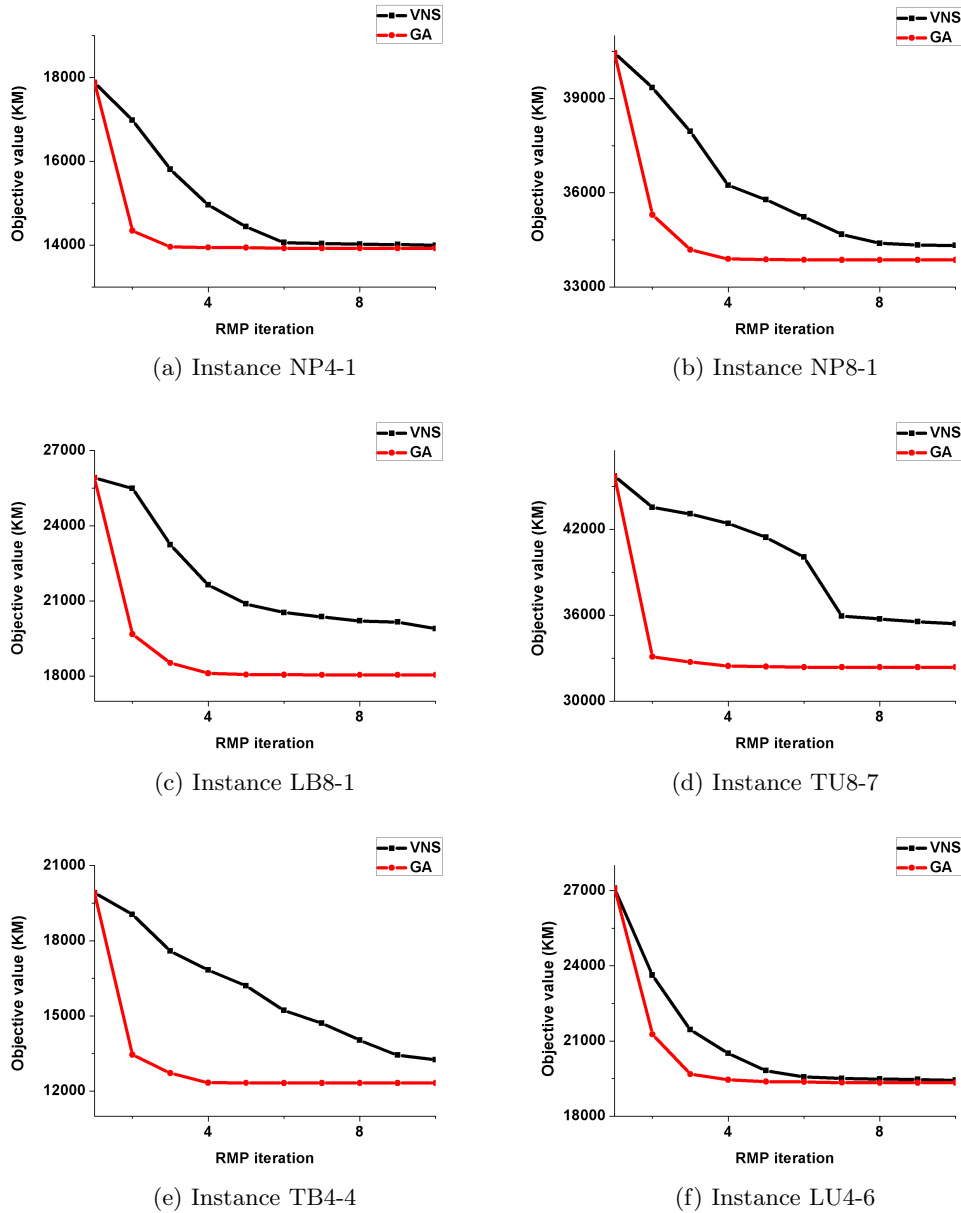 VNS
GA
18000
16000
14000
Objective value (KM)
4
8
RMP iteration
(a) Instance NP4-1
VNS
GA
39000
36000
33000
Objective value (KM)
4
8
RMP iteration
(b) Instance NP8-1
VNS
GA
27000
24000
21000
18000
Objective value (KM)
4
8
RMP iteration
(c) Instance LB8-1
VNS
GA
42000
36000
30000
Objective value (KM)
4
8
RMP iteration
(d) Instance TU8-7
VNS
GA
21000
18000
15000
12000
Objective value (KM)
4
8
RMP iteration
(e) Instance TB4-4
VNS
GA
27000
24000
21000
18000
Objective value (KM)
4
8
RMP iteration
(f) Instance LU4-6